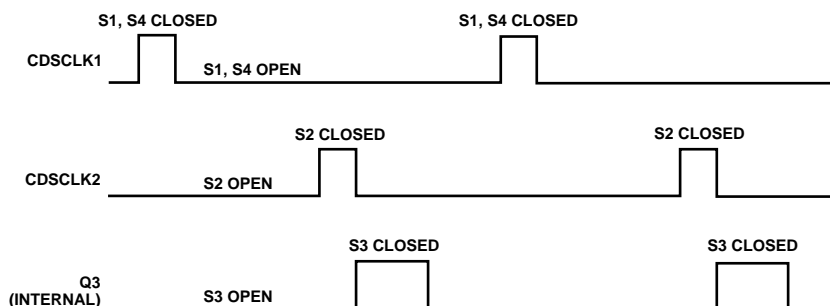 S1, S4 CLOSED S1, S4 CLOSED
CDSCLK1
S1, S4 OPEN
S2 CLOSED S2 CLOSED
CDSCLK2
S2 OPEN
S3 CLOSED S3 CLOSED
Q3
(INTERNAL)
S3 OPEN